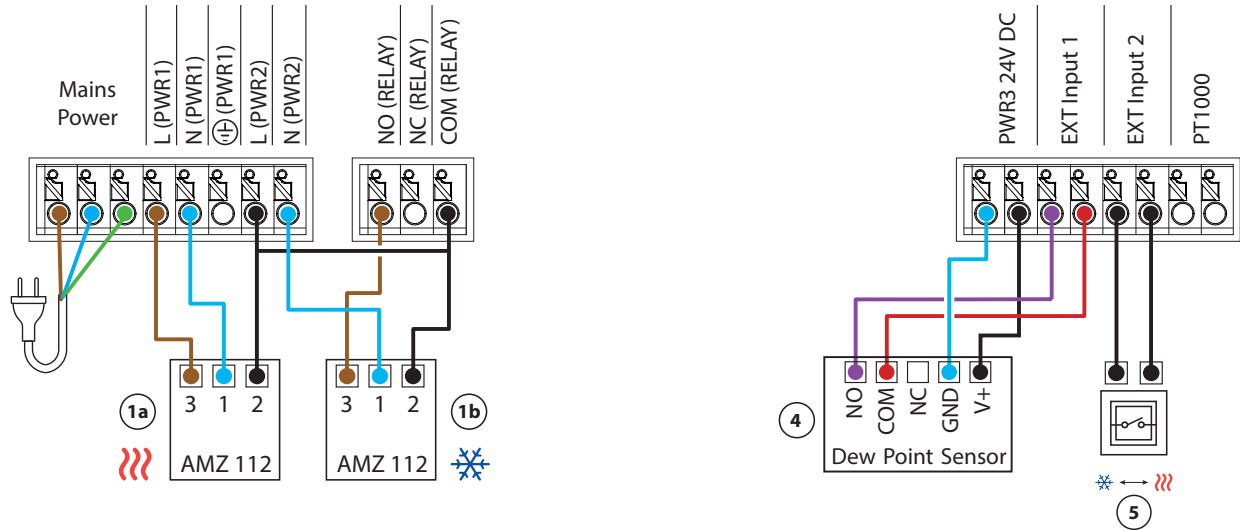 Mains
Power
L (PWR1)
N (PWR1)
(PWR1)
L (PWR2)
N (PWR2)
NO (RELAY)
NC (RELAY)
COM (RELAY)
PWR3 24V DC
EXT Input 1
EXT Input 2
PT1000
1a
3 1 2
AMZ 112
3 1 2
AMZ 112
1b
4
NO
COM
NC
GND
V+
Dew Point Sensor
5